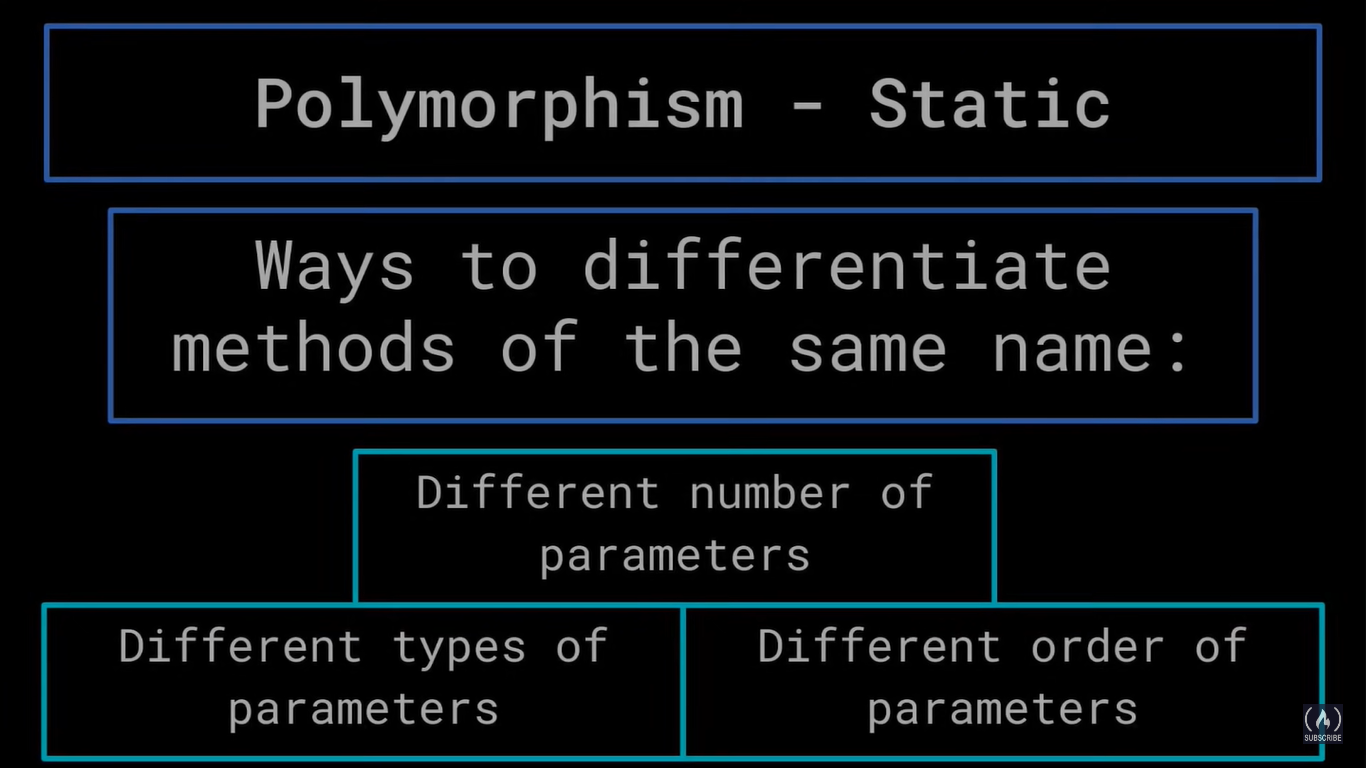 Polymorphism - Static
Ways to differentiate
methods of the same name:
Different number of
parameters
Different types of
parameters
Different order of
parameters
SUBSCRIBE